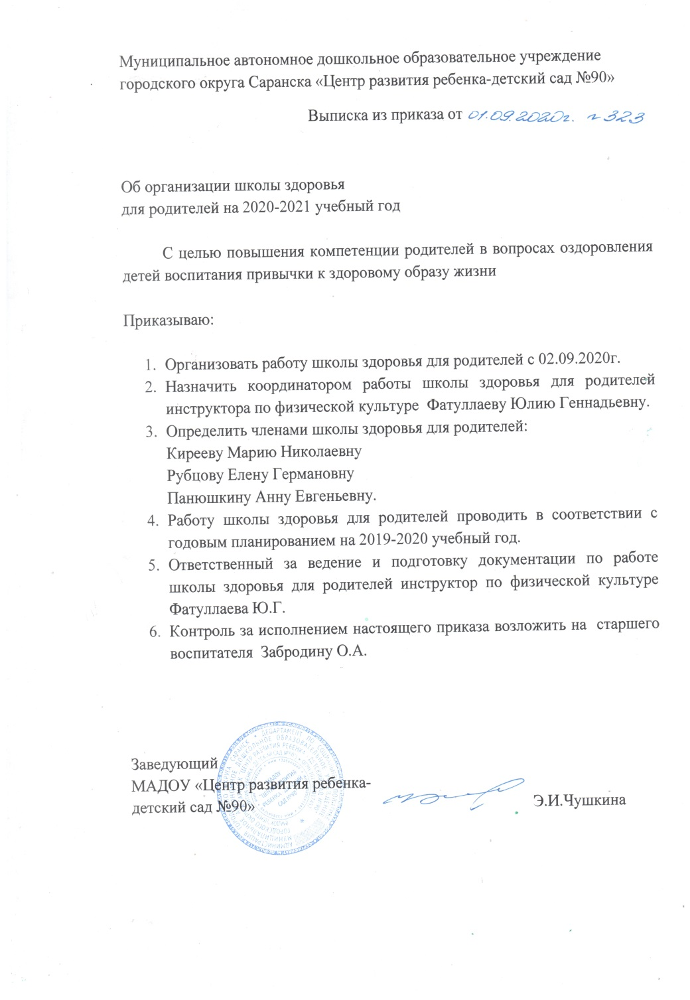 Муниципальное автономное дошкольное образовательное учреждение
городского округа Саранска «Центр развития ребенка-детский сад №90»
Выписка из приказа от 01.09.2020г. № 323
Об организации школы здоровья
для родителей на 2020-2021 учебный год
С целью повышения компетенции родителей в вопросах оздоровления
детей воспитания привычки к здоровому образу жизни
Приказываю:
1. Организовать работу школы здоровья для родителей с 02.09.2020г.
2. Назначить координатором работы школы здоровья для родителей
инструктора по физической культуре Фатуллаеву Юлию Геннадьевну.
3. Определить членами школы здоровья для родителей:
Кирееву Марию Николаевну
Рубцову Елену Германовну
Панюшкину Анну Евгеньевну.
4. Работу школы здоровья для родителей проводить в соответствии с
годовым планированием на 2019-2020 учебный год.
5. Ответственный за ведение и подготовку документации по работе
школы здоровья для родителей инструктор по физической культуре
Фатуллаева Ю.Г.
6. Контроль за исполнением настоящего приказа возложить на старшего
воспитателя Забродину О.А.
Заведующий
МАДОУ «Центр развития ребенка-
детский сад №90»
Э.И.Чушкина